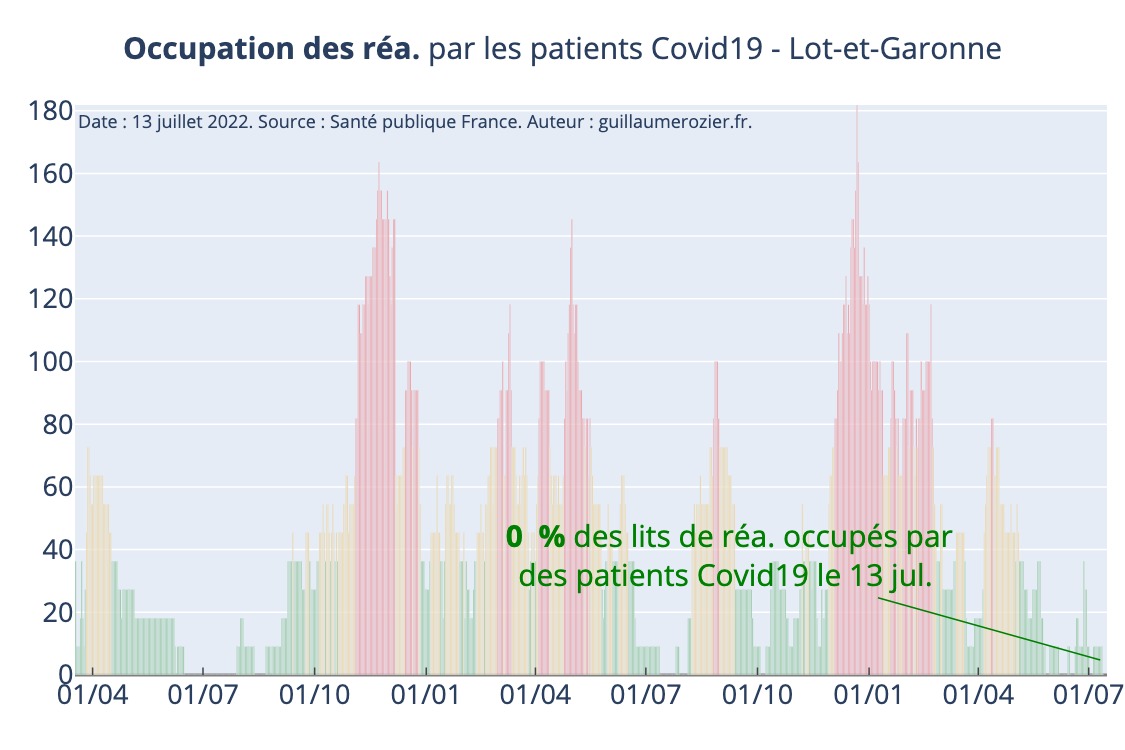 Occupation des réa. par les patients Covid19 - Lot-et-Garonne
180
Date : 13 juillet 2022. Source : Santé publique France. Auteur : guillaumerozier.fr.
160
140
120
100
80
60
40
20
0
0 % des lits de réa. occupés par
des patients Covid19 le 13 jul.
01/04 01/07 01/10 01/01 01/04 01/07 01/10 01/01 01/04 01/07